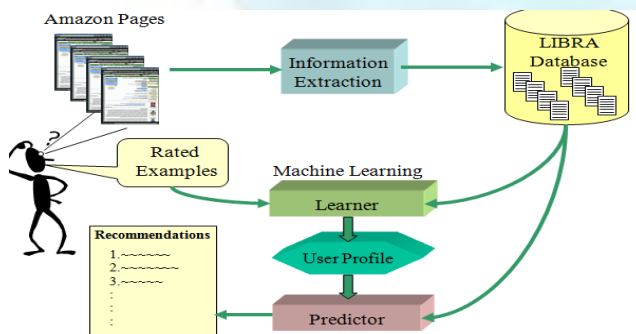 Amazon Pages
Information
Extraction
LIBRA
Database
?
Rated
Examples
Machine Learning
Learner
User Profile
Predictor
Recommendations
1.~~~~~~
2.~~~~~~~
3.~~~~~
:
:
:
: